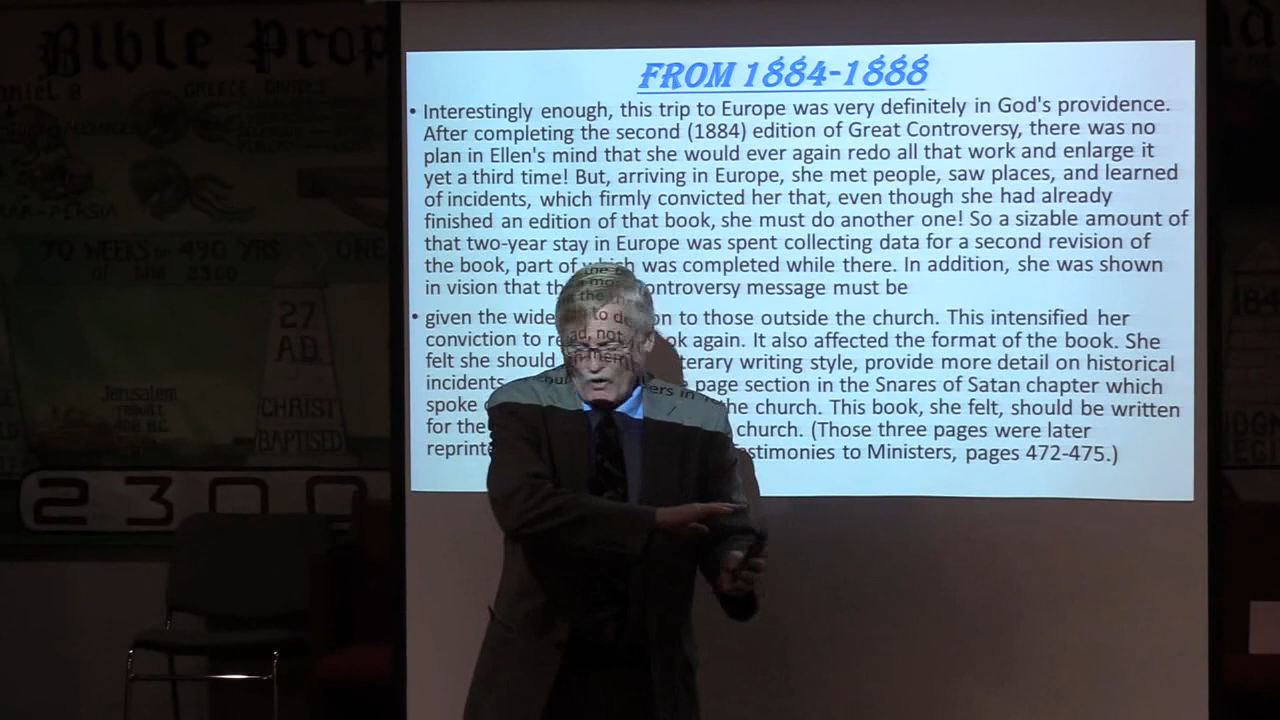 Bible Prop
GREECE
70 WEEKS or 490 YRS
of the 2300
ONE
27
A.D.
CHRIST
BAPTISED
Jerusalem
2300
FROM 1884-1888
• Interestingly enough, this trip to Europe was very definitely in God's providence.
After completing the second (1884) edition of Great Controversy, there was no
plan in Ellen's mind that she would ever again redo all that work and enlarge it
yet a third time! But, arriving in Europe, she met people, saw places, and learned
of incidents, which firmly convicted her that, even though she had already
finished an edition of that book, she must do another one! So a sizable amount of
that two-year stay in Europe was spent collecting data for a second revision of
the book, part of which was completed while there. In addition, she was shown
in vision that ontroversy message must be
• given the wide on to those outside the church. This intensified her
conviction to ok again. It also affected the format of the book. She
felt she should terary writing style, provide more detail on historical
incidents page section in the Snares of Satan chapter which
spoke the church. This book, she felt, should be written
for the church. (Those three pages were later
reprinte estimonies to Ministers, pages 472-475.)